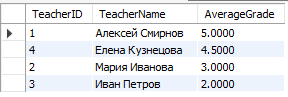 TeacherID TeacherName AverageGrade
1 Алексей Смирнов 5.0000
4 Елена Кузнецова 4.5000
2 Мария Иванова 3.0000
3 Иван Петров 2.0000